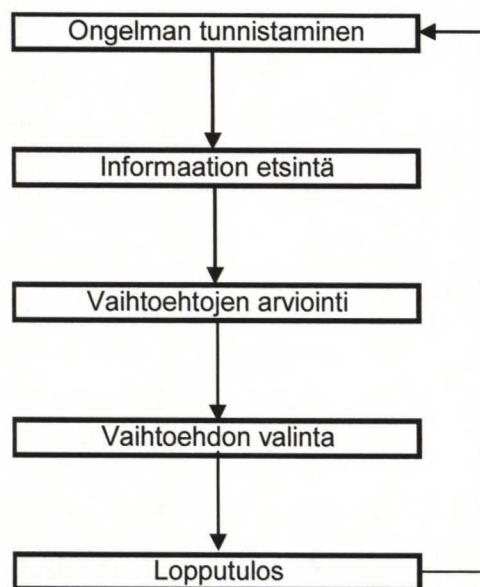 Ongelman tunnistaminen
Informaation etsintä
Vaihtoehtojen arviointi
Vaihtoehdon valinta
Lopputulos